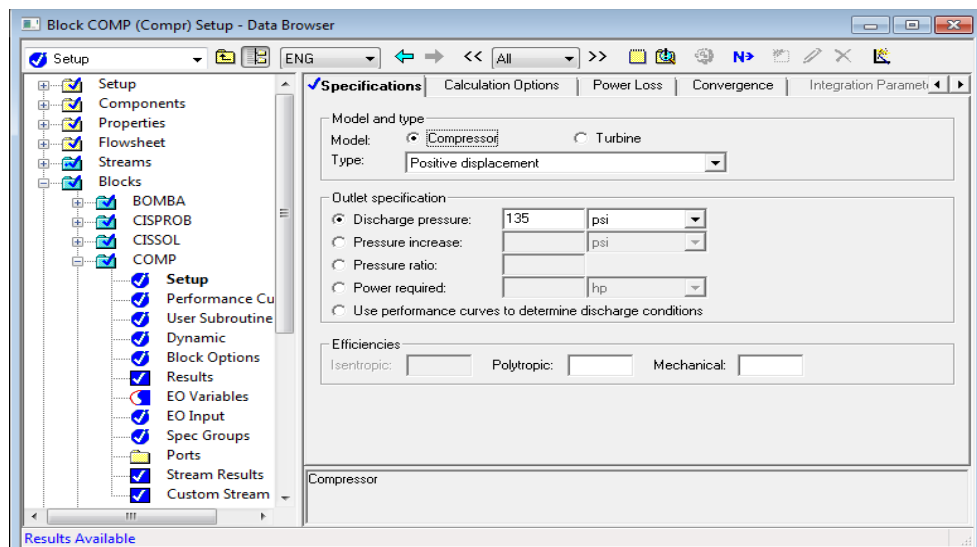 Block COMP (Compr) Setup - Data Browser
Setup ENG << All >> N>
Setup
Components
Properties
Flowsheet
Streams
Blocks
BOMBA
CISPROB
CISSOL
COMP
Setup
Performance Cu
User Subroutine
Dynamic
Block Options
Results
EO Variables
EO Input
Spec Groups
Ports
Stream Results
Custom Stream
Specifications Calculation Options Power Loss Convergence Integration Paramet
Model and type
Model: Compressor Turbine
Type: Positive displacement
Outlet specification
Discharge pressure: 135 psi
Pressure increase: psi
Pressure ratio:
Power required: hp
Use performance curves to determine discharge conditions
Efficiencies
Isentropic: Polytropic: Mechanical:
Compressor
Results Available